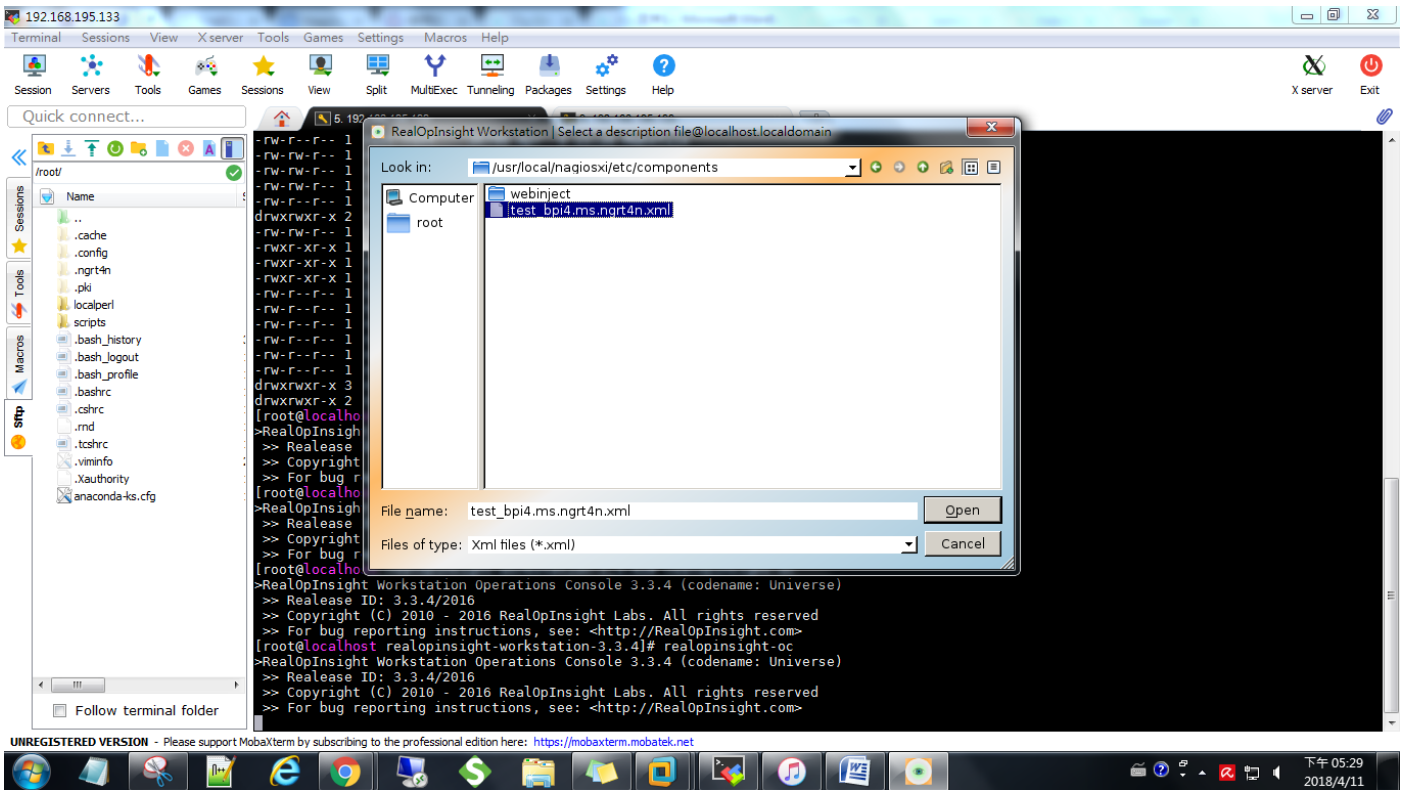 192.168.195.133
Terminal Sessions View X server Tools Games Settings Macros Help
Session Servers Tools Games Sessions View Split MultiExec Tunneling Packages Settings Help X server Exit
Quick connect...
5. 192.168.195.133
/root/
Name
..
.cache
.config
.ngrt4n
.pki
localperl
scripts
.bash_history
.bash_logout
.bash_profile
.bashrc
.cshrc
.rnd
.tcshrc
.viminfo
.Xauthority
anaconda-ks.cfg
Follow terminal folder
Sessions
Tools
Macros
Sftp
-rw-r--r-- 1
-rw-rw-r-- 1
-rw-r--r-- 1
-rw-rw-r-- 1
-rw-r--r-- 1
drwxrwxr-x 2
-rw-rw-r-- 1
-rwxr-xr-x 1
-rwxr-xr-x 1
-rwxr-xr-x 1
-rw-r--r-- 1
-rw-r--r-- 1
-rw-r--r-- 1
-rw-r--r-- 1
-rw-r--r-- 1
-rw-r--r-- 1
drwxrwxr-x 3
drwxrwxr-x 2
[root@localho
>RealOpInsigh
>> Realease
>> Copyright
>> For bug r
[root@localho
>RealOpInsigh
>> Realease
>> Copyright
>> For bug r
[root@localho
>RealOpInsight Workstation Operations Console 3.3.4 (codename: Universe)
>> Realease ID: 3.3.4/2016
>> Copyright (C) 2010 - 2016 RealOpInsight Labs. All rights reserved
>> For bug reporting instructions, see: <http://RealOpInsight.com>
[root@localhost realopinsight-workstation-3.3.4]# realopinsight-oc
>RealOpInsight Workstation Operations Console 3.3.4 (codename: Universe)
>> Realease ID: 3.3.4/2016
>> Copyright (C) 2010 - 2016 RealOpInsight Labs. All rights reserved
>> For bug reporting instructions, see: <http://RealOpInsight.com>
RealOpInsight Workstation | Select a description file@localhost.localdomain
Look in: /usr/local/nagiosxi/etc/components
Computer
root
webinject
test_bpi4.ms.ngrt4n.xml
File name: test_bpi4.ms.ngrt4n.xml Open
Files of type: Xml files (*.xml) Cancel
UNREGISTERED VERSION - Please support MobaXterm by subscribing to the professional edition here: https://mobaxterm.mobatek.net
下午 05:29
2018/4/11